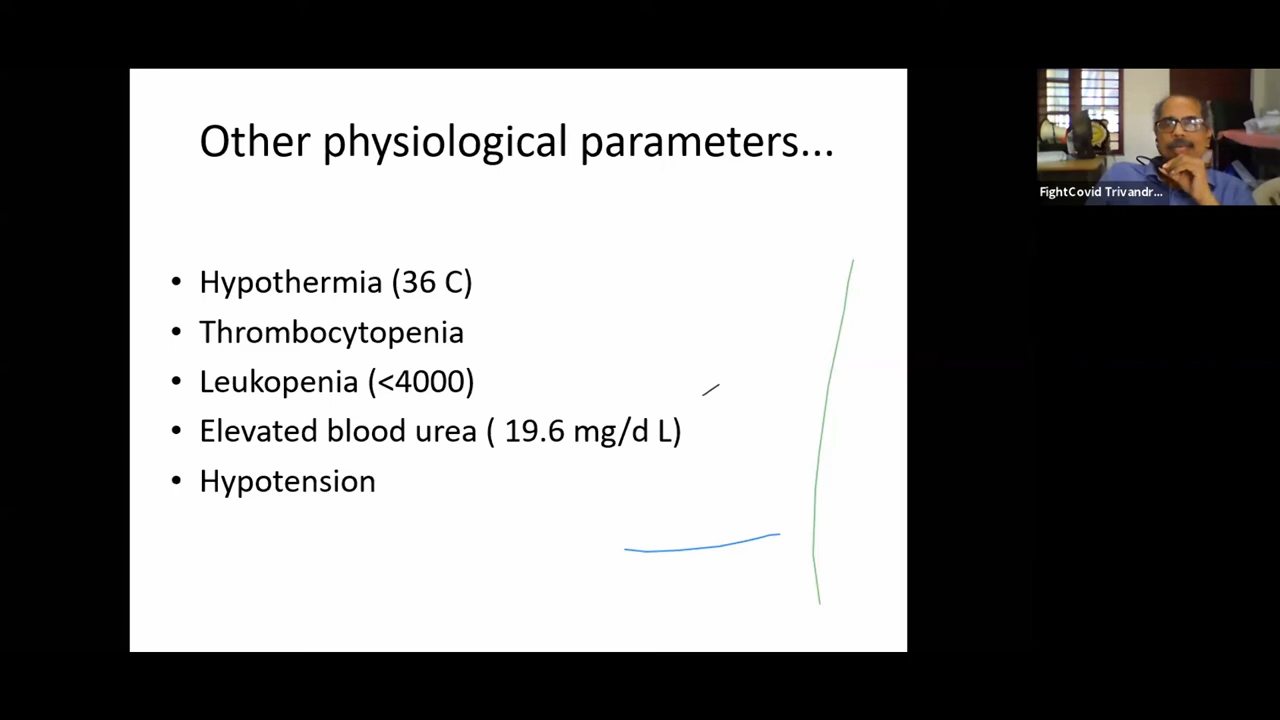 Other physiological parameters...
• Hypothermia (36 C)
• Thrombocytopenia
• Leukopenia (<4000)
• Elevated blood urea ( 19.6 mg/d L)
• Hypotension
FightCovid Trivandr...